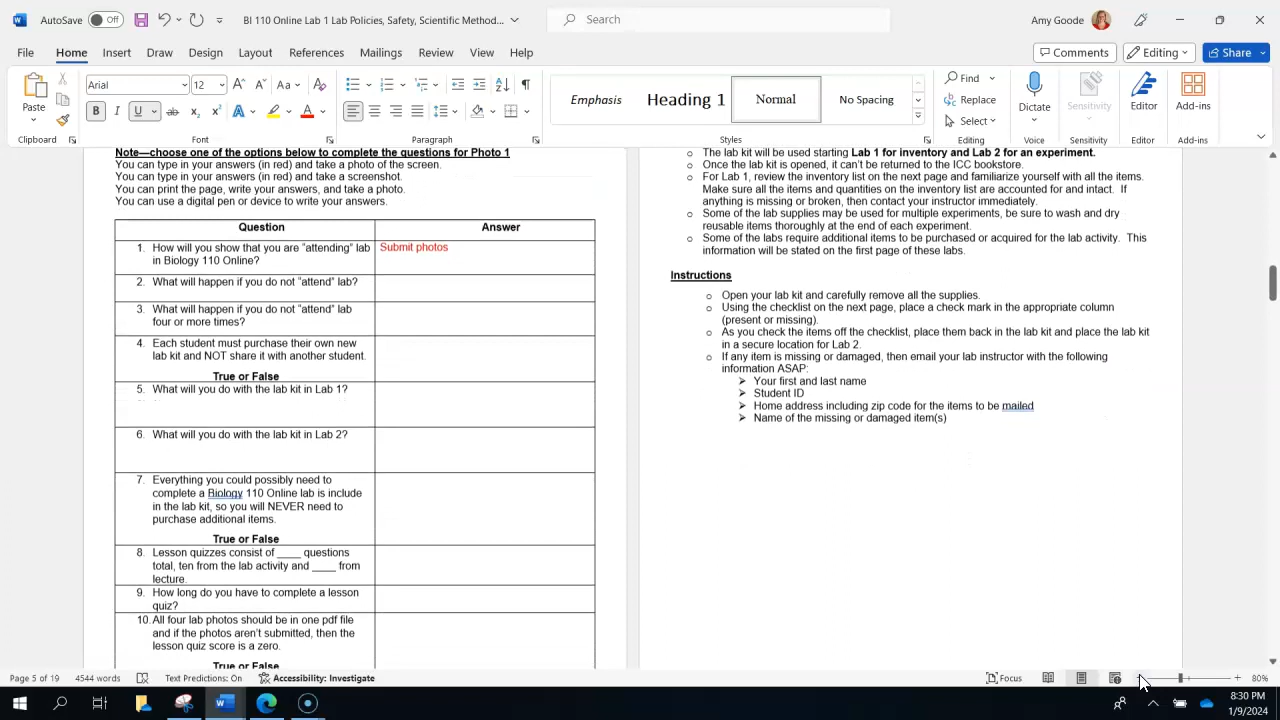 AutoSave Off BI 110 Online Lab 1 Lab Policies, Safety, Scientific Method... Search Amy Goode
File Home Insert Draw Design Layout References Mailings Review View Help Comments Editing Share
Paste Arial 12 Aa Emphasis Heading 1 Normal No Spacing Find Replace Select Dictate Sensitivity Editor Add-ins
B I U ab
Clipboard Font Paragraph Styles Editing Voice Sensitivity Editor Add-ins
Note—choose one of the options below to complete the questions for Photo 1
You can type in your answers (in red) and take a photo of the screen.
You can type in your answers (in red) and take a screenshot.
You can print the page, write your answers, and take a photo.
You can use a digital pen or device to write your answers.
Question Answer
1. How will you show that you are "attending" lab
in Biology 110 Online?
Submit photos
2. What will happen if you do not "attend" lab?
3. What will happen if you do not "attend" lab
four or more times?
4. Each student must purchase their own new
lab kit and NOT share it with another student.
True or False
5. What will you do with the lab kit in Lab 1?
6. What will you do with the lab kit in Lab 2?
7. Everything you could possibly need to
complete a Biology 110 Online lab is include
in the lab kit, so you will NEVER need to
purchase additional items.
True or False
8. Lesson quizzes consist of ____ questions
total, ten from the lab activity and ____ from
lecture.
9. How long do you have to complete a lesson
quiz?
10. All four lab photos should be in one pdf file
and if the photos aren't submitted, then the
lesson quiz score is a zero.
True or False
o The lab kit will be used starting Lab 1 for inventory and Lab 2 for an experiment.
o Once the lab kit is opened, it can't be returned to the ICC bookstore.
o For Lab 1, review the inventory list on the next page and familiarize yourself with all the items.
Make sure all the items and quantities on the inventory list are accounted for and intact. If
anything is missing or broken, then contact your instructor immediately.
o Some of the lab supplies may be used for multiple experiments, be sure to wash and dry
reusable items thoroughly at the end of each experiment.
o Some of the labs require additional items to be purchased or acquired for the lab activity. This
information will be stated on the first page of these labs.
Instructions
o Open your lab kit and carefully remove all the supplies.
o Using the checklist on the next page, place a check mark in the appropriate column
(present or missing).
o As you check the items off the checklist, place them back in the lab kit and place the lab kit
in a secure location for Lab 2.
o If any item is missing or damaged, then email your lab instructor with the following
information ASAP:
➢ Your first and last name
➢ Student ID
➢ Home address including zip code for the items to be mailed
➢ Name of the missing or damaged item(s)
Page 5 of 19 4544 words Text Predictions: On Accessibility: Investigate Focus 80%
8:30 PM
1/9/2024